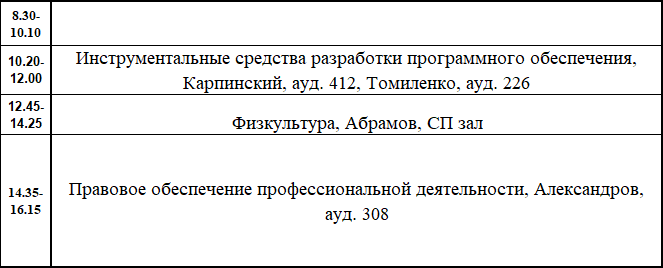 8.30-
10.10
10.20-
12.00
Инструментальные средства разработки программного обеспечения,
Карпинский, ауд. 412, Томиленко, ауд. 226
12.45-
14.25
Физкультура, Абрамов, СП зал
14.35-
16.15
Правовое обеспечение профессиональной деятельности, Александров,
ауд. 308